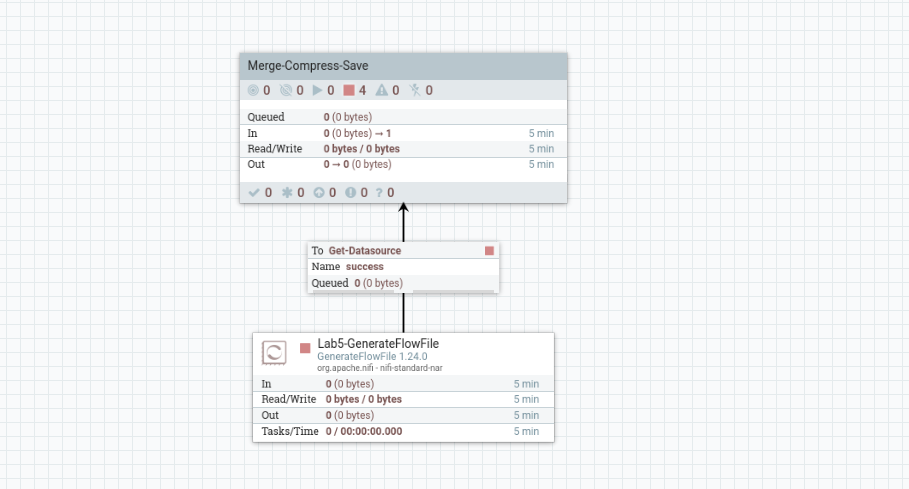 Merge-Compress-Save
0 0 0 4 0 0
Queued 0 (0 bytes)
In 0 (0 bytes) → 1 5 min
Read/Write 0 bytes / 0 bytes 5 min
Out 0 → 0 (0 bytes) 5 min
0 0 0 0 ? 0
To Get-Datasource
Name success
Queued 0 (0 bytes)
Lab5-GenerateFlowFile
GenerateFlowFile 1.24.0
org.apache.nifi - nifi-standard-nar
In 0 (0 bytes) 5 min
Read/Write 0 bytes / 0 bytes 5 min
Out 0 (0 bytes) 5 min
Tasks/Time 0 / 00:00:00.000 5 min